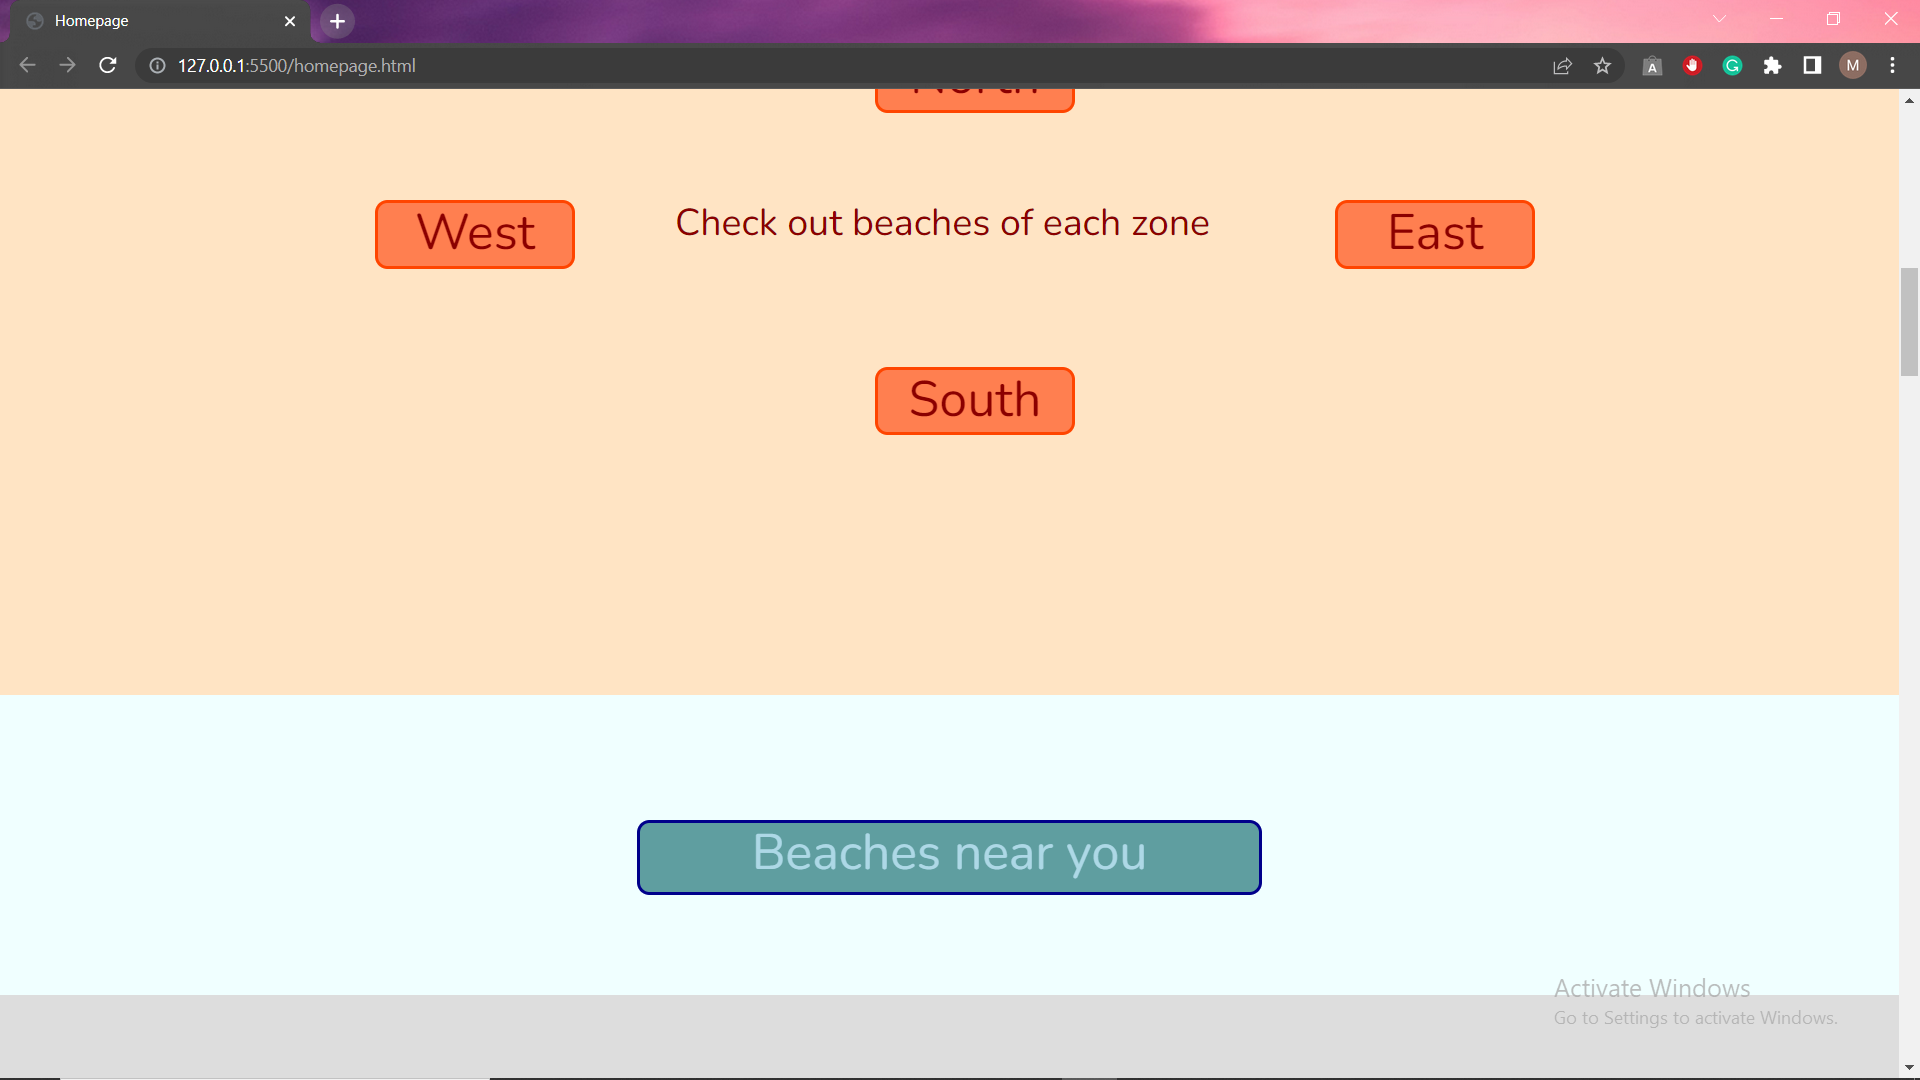 Homepage
127.0.0.1:5500/homepage.html
A
G
M
North
West
Check out beaches of each zone
East
South
Beaches near you
Activate Windows
Go to Settings to activate Windows.